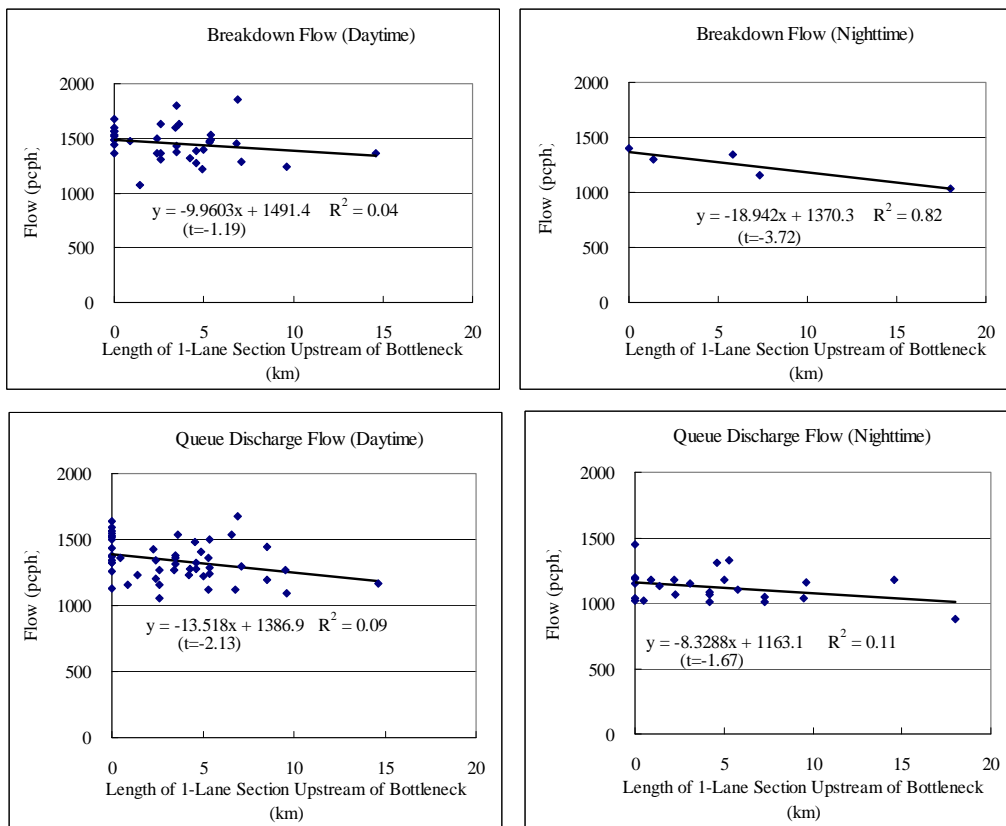 Breakdown Flow (Daytime)
2000
1500
1000
500
0
Flow (pcph)
y = -9.9603x + 1491.4 R² = 0.04
(t=-1.19)
0 5 10 15 20
Length of 1-Lane Section Upstream of Bottleneck
(km)
Breakdown Flow (Nighttime)
2000
1500
1000
500
0
Flow (pcph)
y = -18.942x + 1370.3 R² = 0.82
(t=-3.72)
0 5 10 15 20
Length of 1-Lane Section Upstream of Bottleneck
(km)
Queue Discharge Flow (Daytime)
2000
1500
1000
500
0
Flow (pcph)
y = -13.518x + 1386.9 R² = 0.09
(t=-2.13)
0 5 10 15 20
Length of 1-Lane Section Upstream of Bottleneck
(km)
Queue Discharge Flow (Nighttime)
2000
1500
1000
500
0
Flow (pcph)
y = -8.3288x + 1163.1 R² = 0.11
(t=-1.67)
0 5 10 15 20
Length of 1-Lane Section Upstream of Bottleneck
(km)